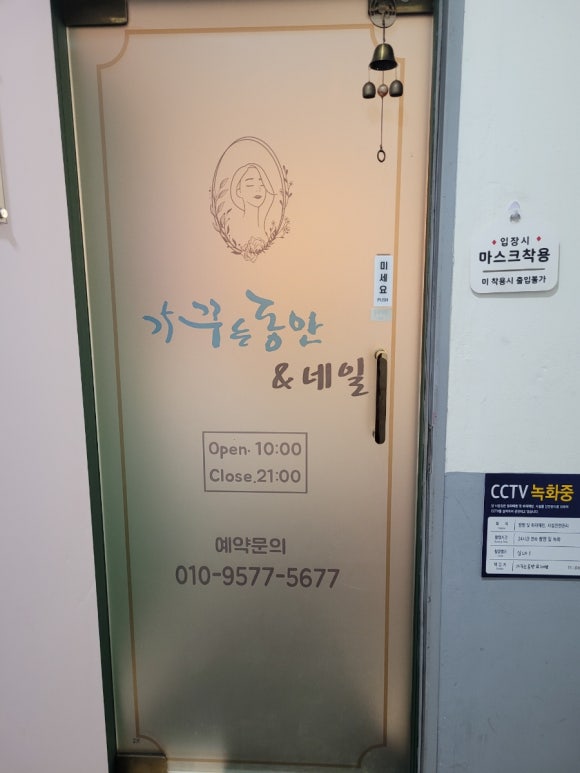 미세요
PUSH
가꾸는동안
&네일
Open. 10:00
Close.21:00
예약문의
010-9577-5677
입장시
마스크착용
미 착용시 출입불가
CCTV 녹화중